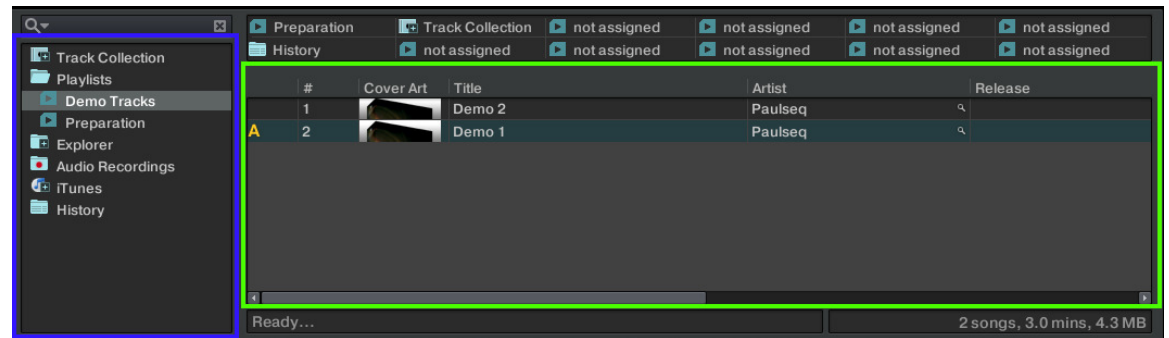 Preparation Track Collection not assigned not assigned not assigned not assigned
History not assigned not assigned not assigned not assigned not assigned
Track Collection
Playlists
Demo Tracks
Preparation
Explorer
Audio Recordings
iTunes
History
# Cover Art Title Artist Release
1 Demo 2 Paulseq
A 2 Demo 1 Paulseq
Ready...
2 songs, 3.0 mins, 4.3 MB